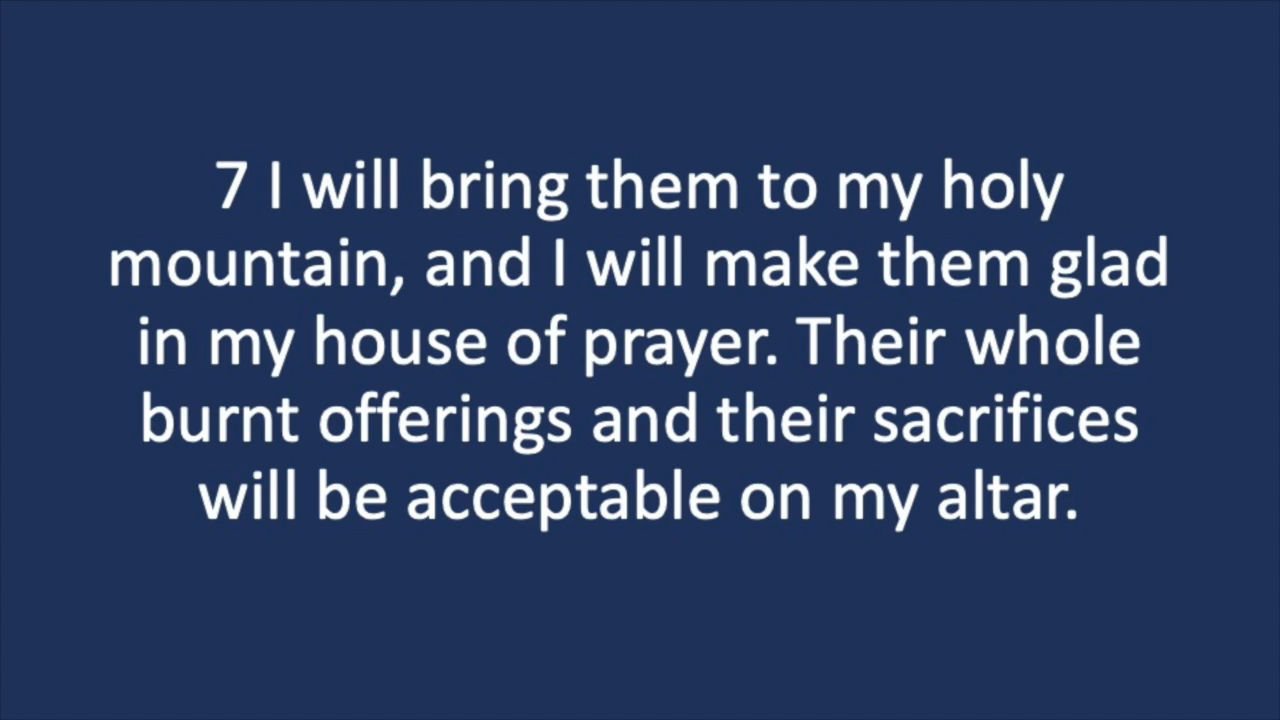 7 I will bring them to my holy
mountain, and I will make them glad
in my house of prayer. Their whole
burnt offerings and their sacrifices
will be acceptable on my altar.